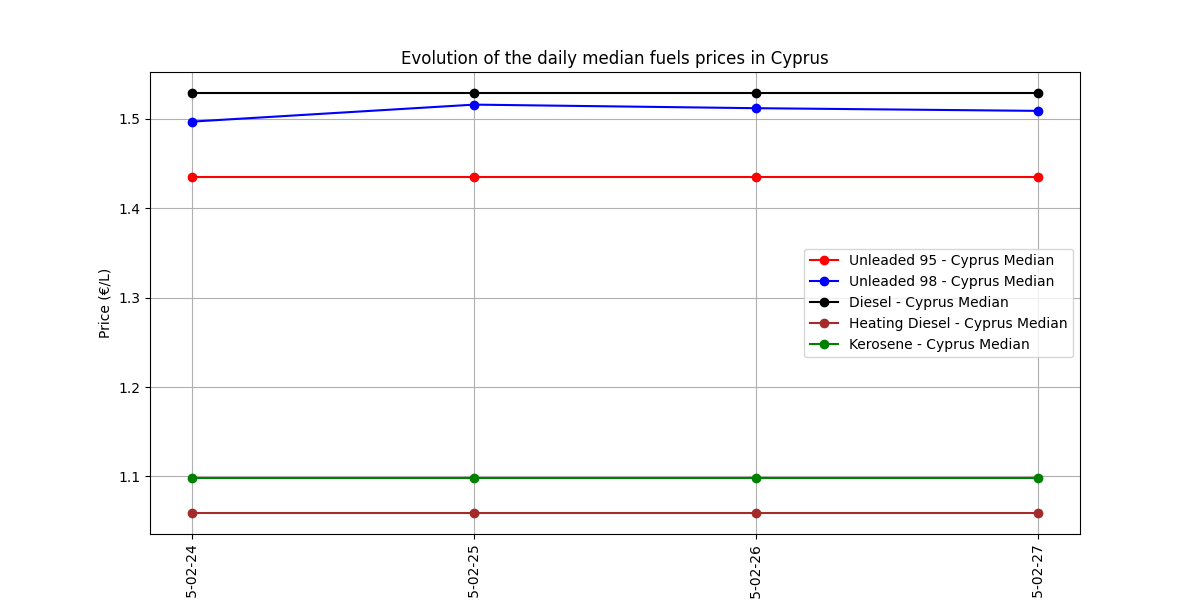 Evolution of the daily median fuels prices in Cyprus
Price (€/L)
1.5
1.4
1.3
1.2
1.1
Unleaded 95 - Cyprus Median
Unleaded 98 - Cyprus Median
Diesel - Cyprus Median
Heating Diesel - Cyprus Median
Kerosene - Cyprus Median
5-02-24
5-02-25
5-02-26
5-02-27